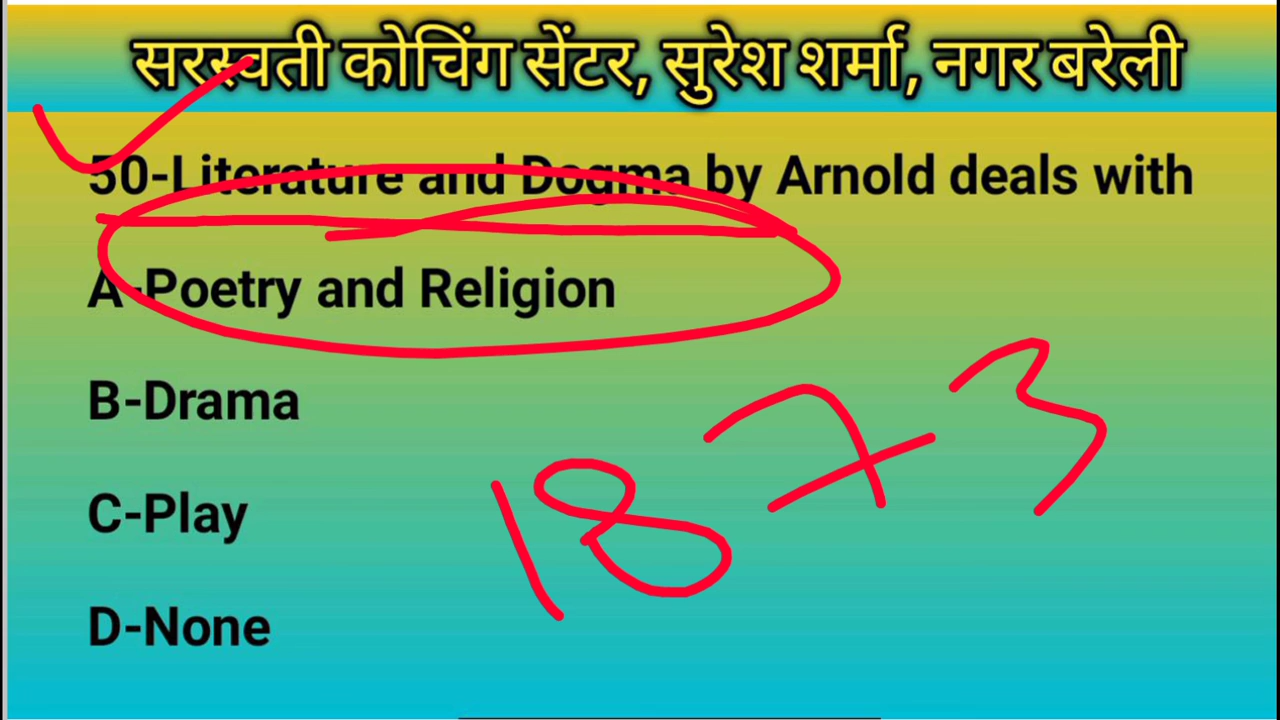 सरस्वती कोचिंग सेंटर, सुरेश शर्मा, नगर बरेली
50-Literature and Dogma by Arnold deals with
A-Poetry and Religion
B-Drama
1873
C-Play
D-None